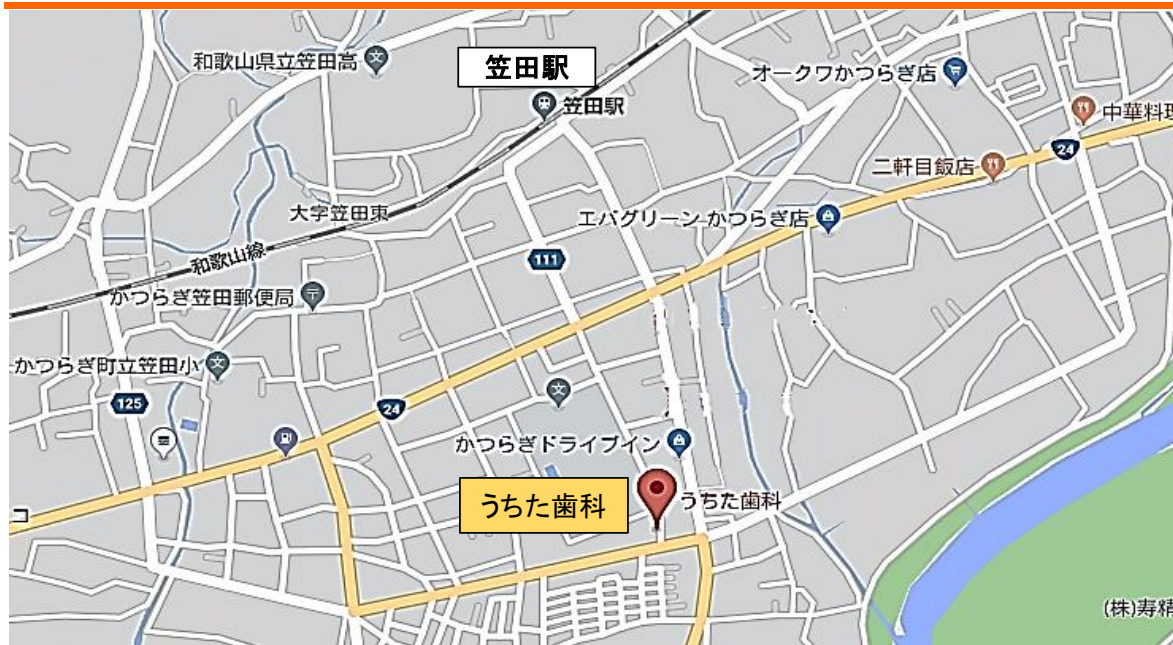 和歌山県立笠田高
笠田駅
笠田駅
オークワかつらぎ店
中華料理
24
二軒目飯店
大字笠田東
エバグリーン かつらぎ店
和歌山線
111
かつらぎ笠田郵便局
かつらぎ町立笠田小
125
24
かつらぎドライブイン
うちた歯科
うちた歯科
コ
(株)寿精